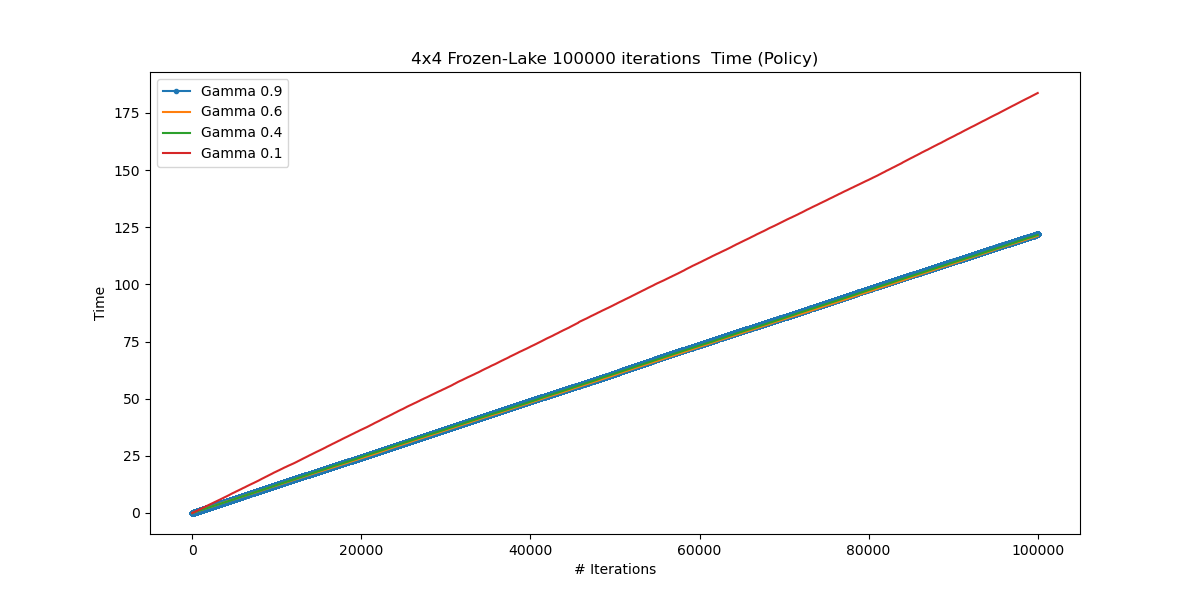 4x4 Frozen-Lake 100000 iterations  Time (Policy)
Gamma 0.9
Gamma 0.6
Gamma 0.4
Gamma 0.1
175
150
125
100
75
50
25
0
Time
0 20000 40000 60000 80000 100000
# Iterations